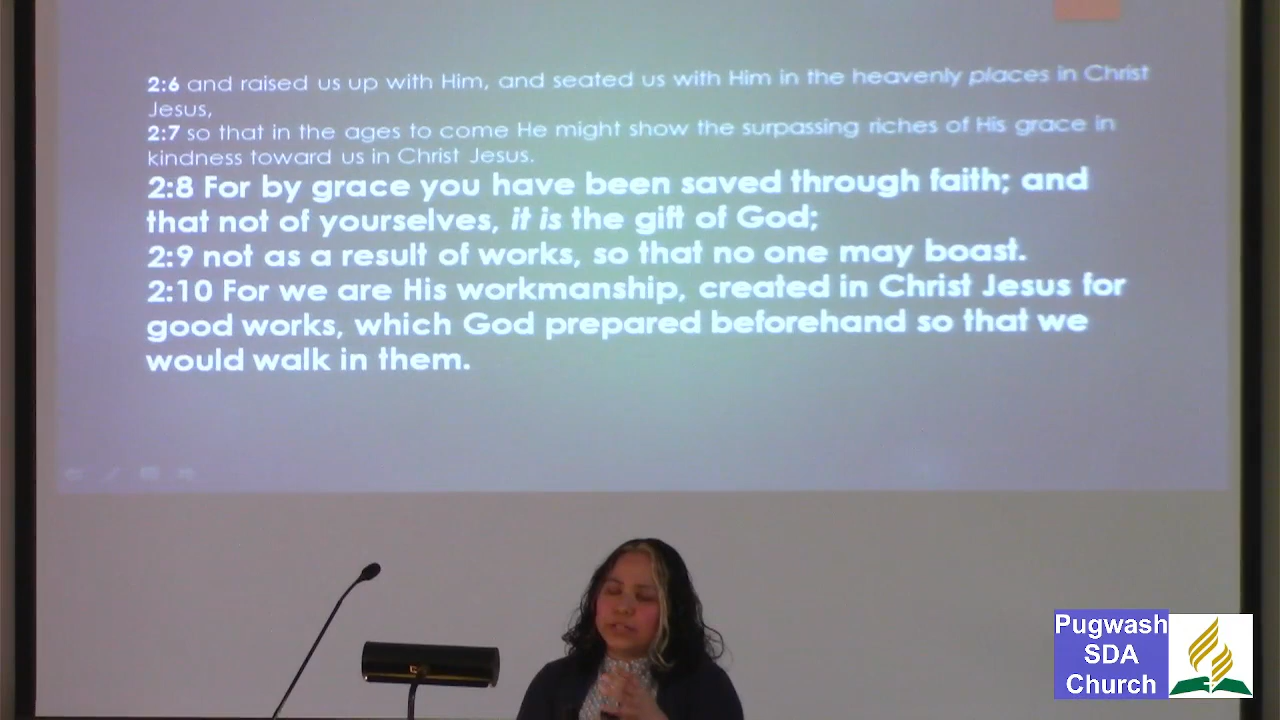 2:6 and raised us up with Him, and seated us with Him in the heavenly places in Christ
Jesus,
2:7 so that in the ages to come He might show the surpassing riches of His grace in
kindness toward us in Christ Jesus.
2:8 For by grace you have been saved through faith; and
that not of yourselves, it is the gift of God;
2:9 not as a result of works, so that no one may boast.
2:10 For we are His workmanship, created in Christ Jesus for
good works, which God prepared beforehand so that we
would walk in them.
Pugwash
SDA
Church